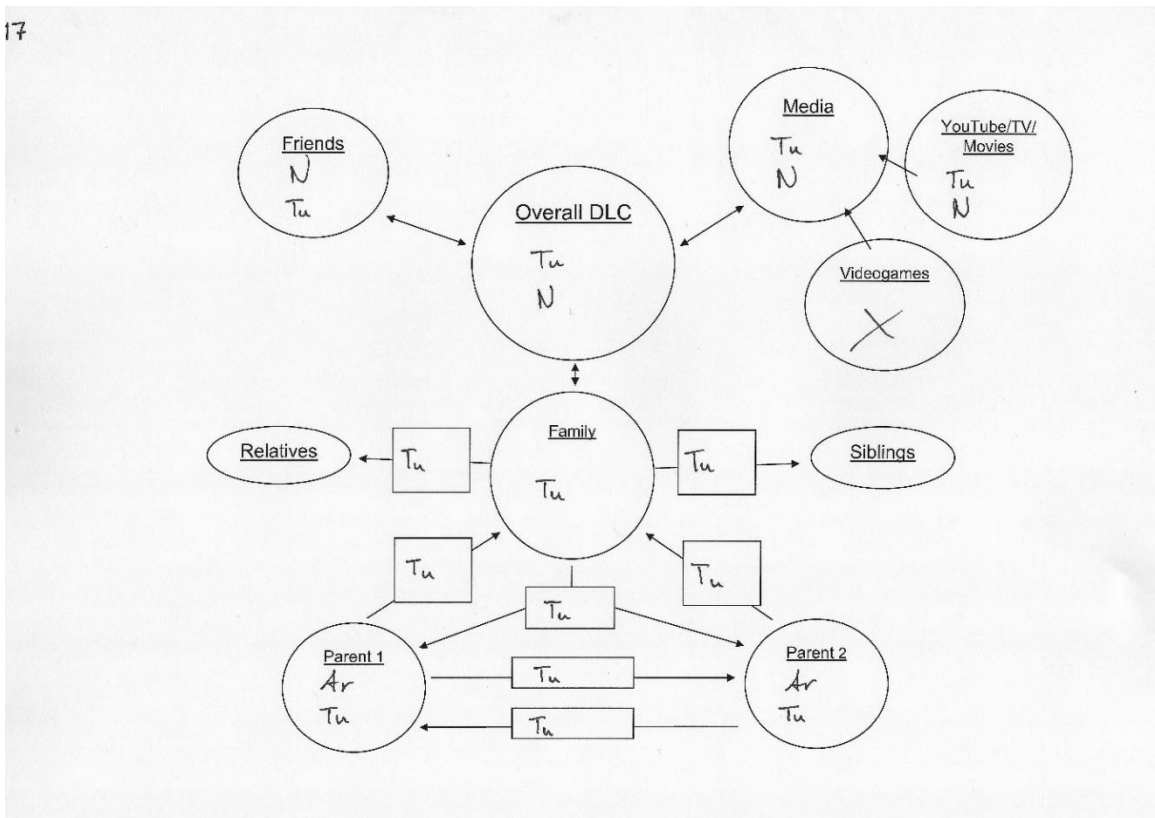 17
Friends
N
Tu
Overall DLC
Tu
N
Media
Tu
N
YouTube/TV/
Movies
Tu
N
Videogames
X
Relatives
Tu
Family
Tu
Tu
Siblings
Tu
Tu
Tu
Parent 1
Ar
Tu
Tu
Tu
Parent 2
Ar
Tu